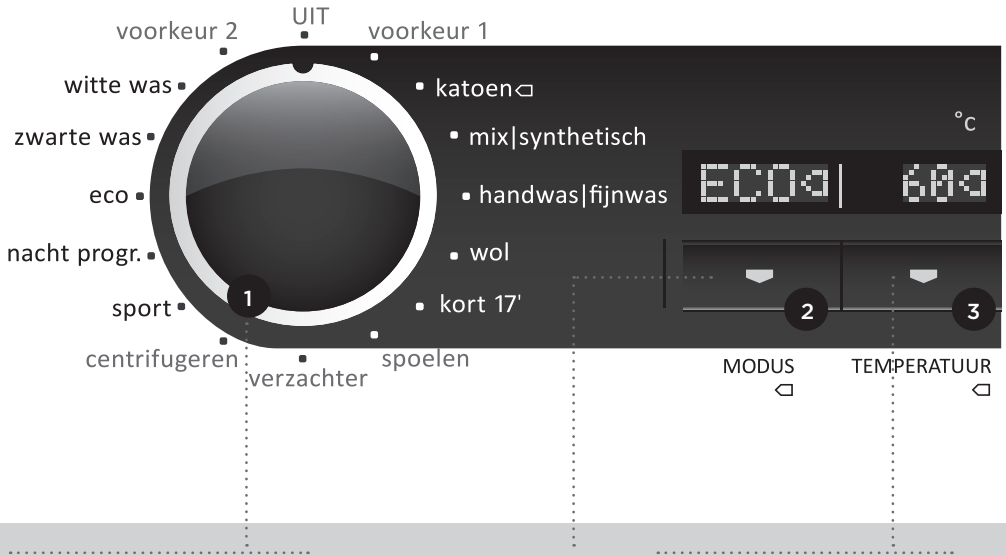 UIT
voorkeur 2
voorkeur 1
witte was
katoen
zwarte was
mix|synthetisch
°C
eco
handwas|fijnwas
ECO
60
nacht progr.
wol
sport
1
kort 17'
2
3
centrifugeren
verzachter
spoelen
MODUS
TEMPERATUUR